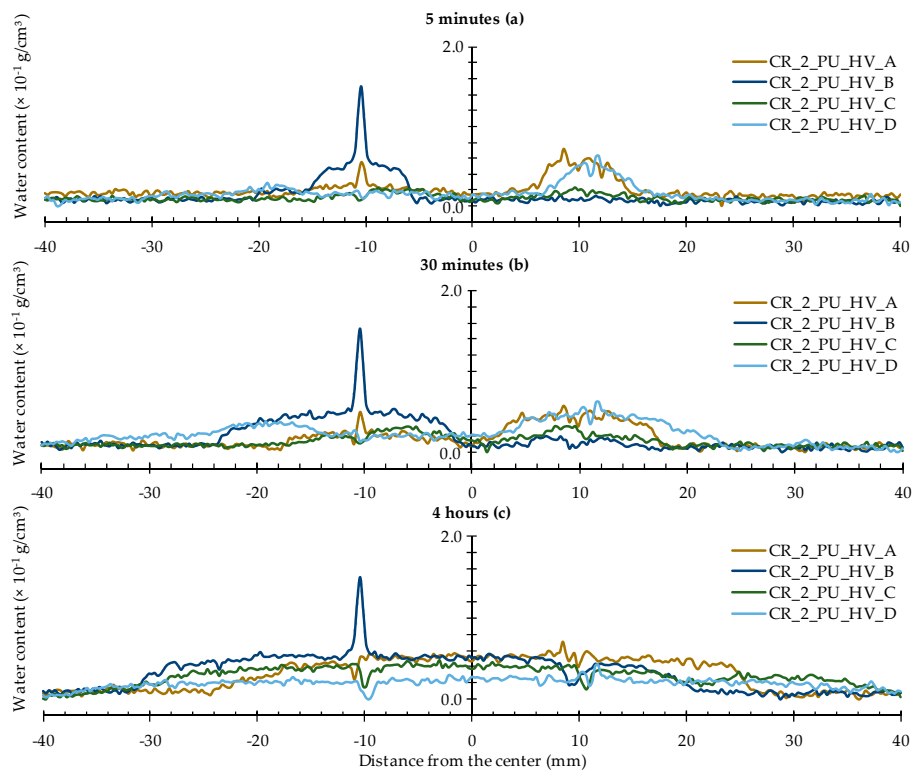 5 minutes (a)
Water content (× 10⁻¹ g/cm³)
2.0
CR_2_PU_HV_A
CR_2_PU_HV_B
CR_2_PU_HV_C
CR_2_PU_HV_D
0.0
-40 -30 -20 -10 0 10 20 30 40
30 minutes (b)
Water content (× 10⁻¹ g/cm³)
2.0
CR_2_PU_HV_A
CR_2_PU_HV_B
CR_2_PU_HV_C
CR_2_PU_HV_D
0.0
-40 -30 -20 -10 0 10 20 30 40
4 hours (c)
Water content (× 10⁻¹ g/cm³)
2.0
CR_2_PU_HV_A
CR_2_PU_HV_B
CR_2_PU_HV_C
CR_2_PU_HV_D
0.0
-40 -30 -20 -10 0 10 20 30 40
Distance from the center (mm)